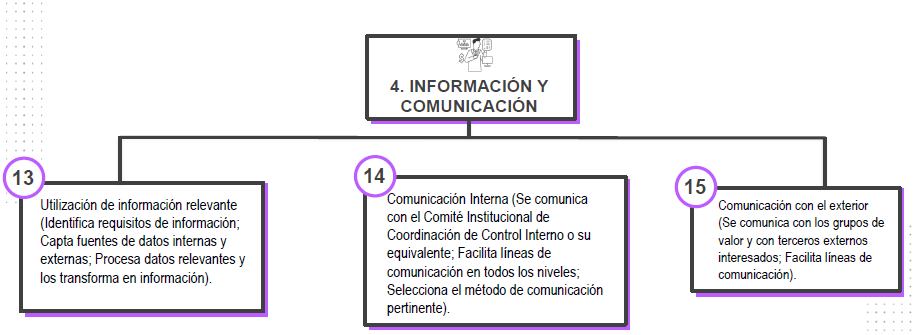 4. INFORMACIÓN Y
COMUNICACIÓN
13
Utilización de información relevante
(Identifica requisitos de información;
Capta fuentes de datos internas y
externas; Procesa datos relevantes y
los transforma en información).
14
Comunicación Interna (Se comunica
con el Comité Institucional de
Coordinación de Control Interno o su
equivalente; Facilita líneas de
comunicación en todos los niveles;
Selecciona el método de comunicación
pertinente).
15
Comunicación con el exterior
(Se comunica con los grupos de
valor y con terceros externos
interesados; Facilita líneas de
comunicación).